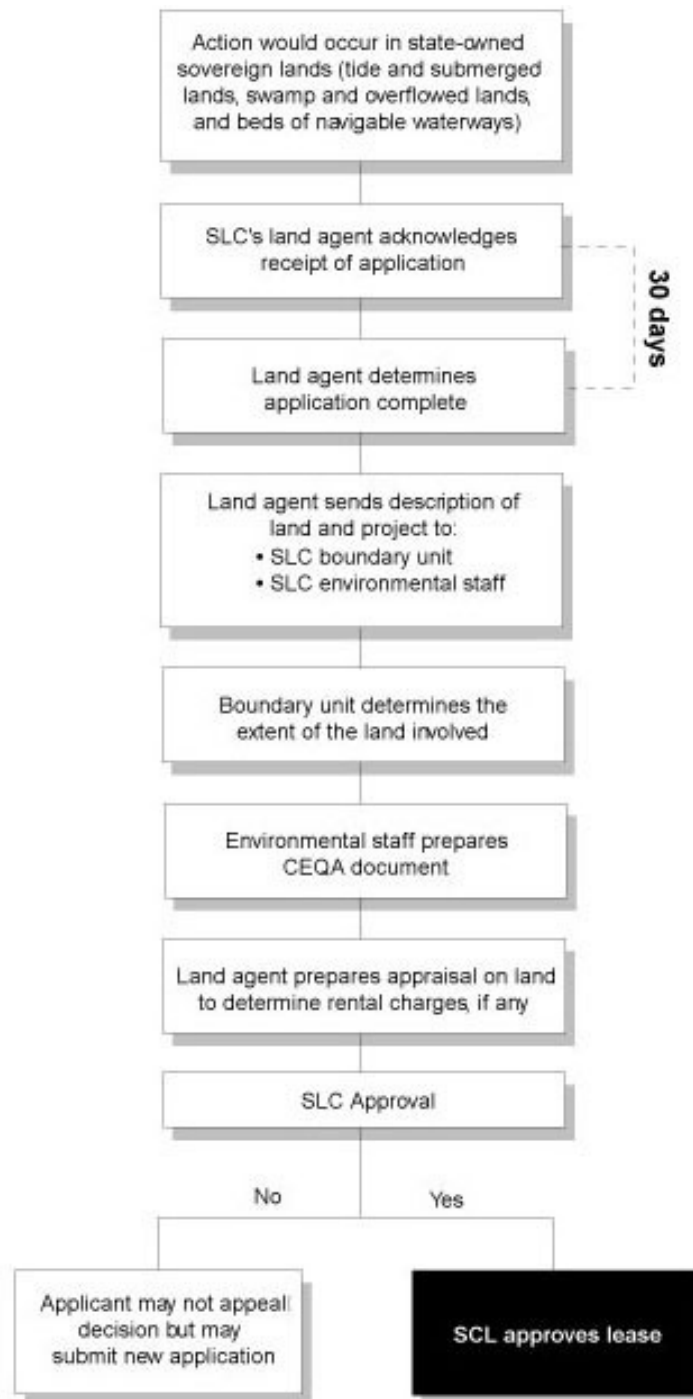 Action would occur in state-owned
sovereign lands (tide and submerged
lands, swamp and overflowed lands,
and beds of navigable waterways)
SLC's land agent acknowledges
receipt of application
30 days
Land agent determines
application complete
Land agent sends description of
land and project to:
• SLC boundary unit
• SLC environmental staff
Boundary unit determines the
extent of the land involved
Environmental staff prepares
CEQA document
Land agent prepares appraisal on land
to determine rental charges, if any
SLC Approval
No
Yes
Applicant may not appeal
decision but may
submit new application
SCL approves lease